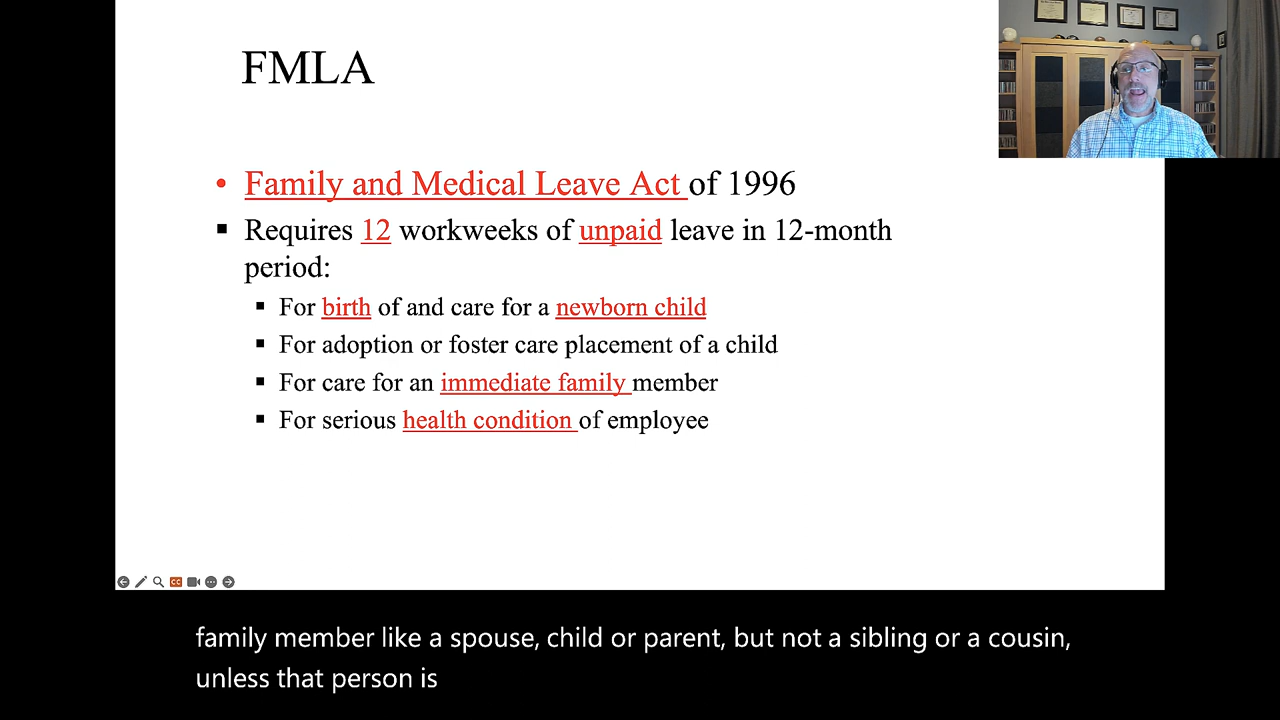 FMLA
• Family and Medical Leave Act of 1996
▪ Requires 12 workweeks of unpaid leave in 12-month
period:
▪ For birth of and care for a newborn child
▪ For adoption or foster care placement of a child
▪ For care for an immediate family member
▪ For serious health condition of employee
CC
family member like a spouse, child or parent, but not a sibling or a cousin,
unless that person is